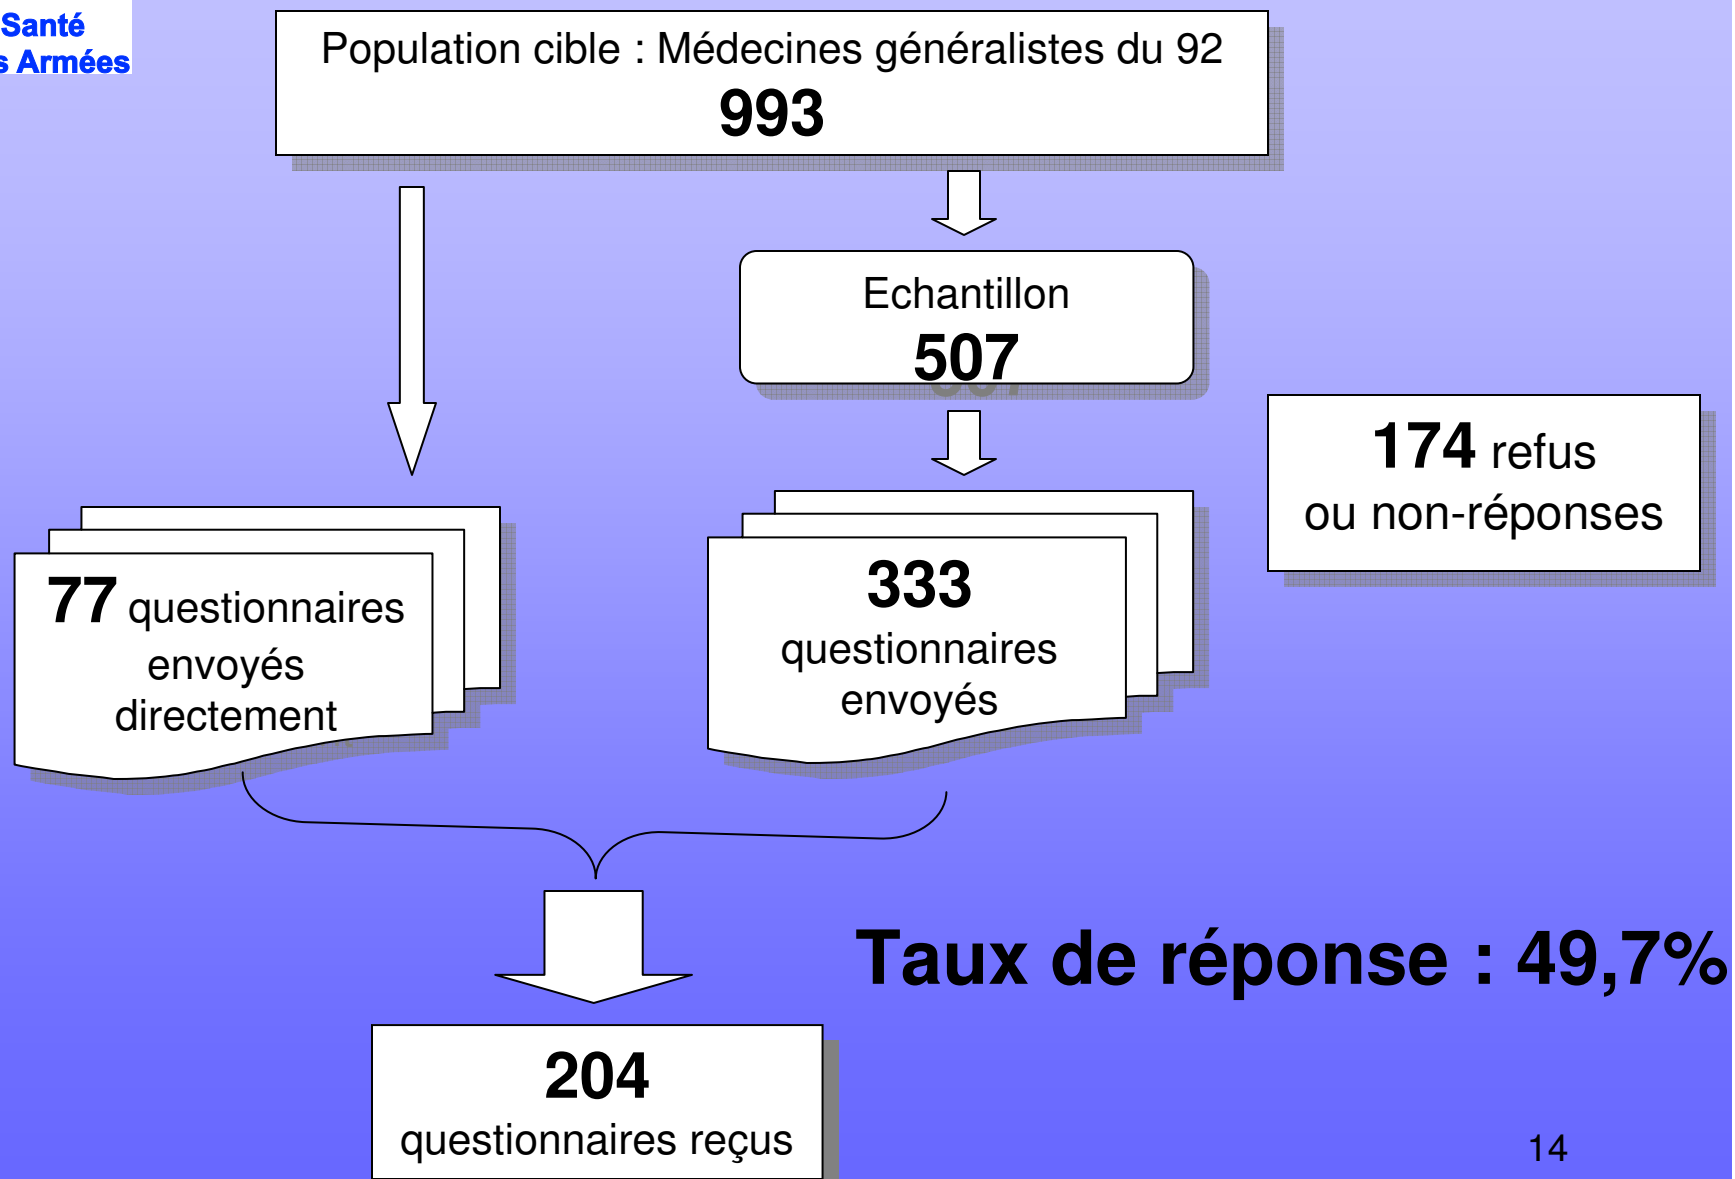 Santé
s Armées
Population cible : Médecines généralistes du 92
993
Echantillon
507
174 refus
ou non-réponses
77 questionnaires
envoyés
directement
333
questionnaires
envoyés
Taux de réponse : 49,7%
204
questionnaires reçus
14